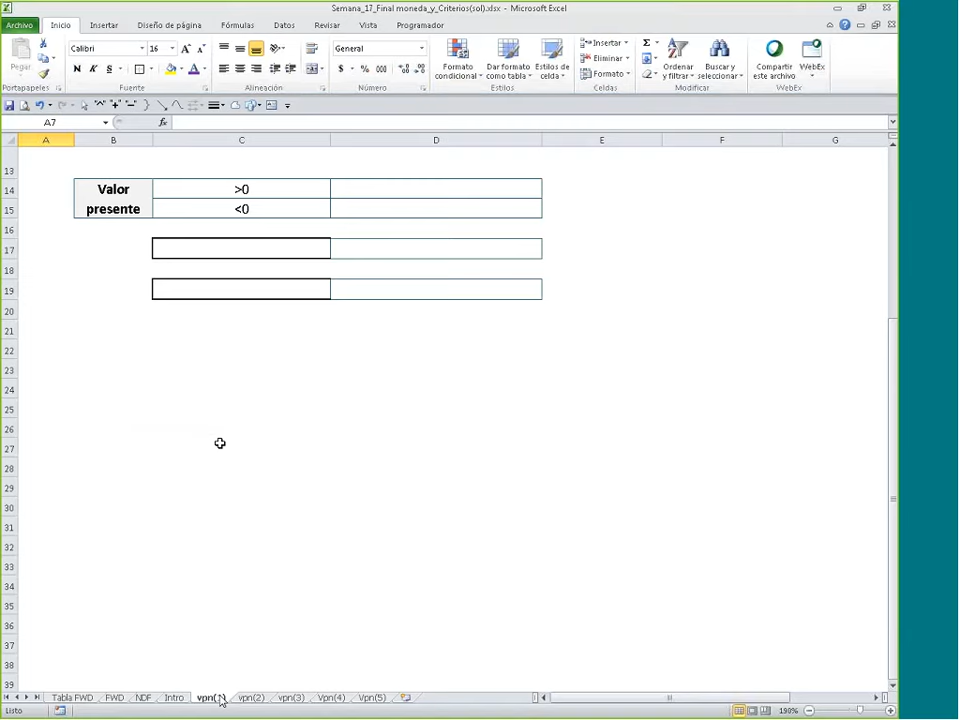 Semana_17_Final moneda_y_Criterios(sol).xlsx - Microsoft Excel
Archivo Inicio Insertar Diseño de página Fórmulas Datos Revisar Vista Programador
Pegar
Calibri 16
N K S
General
$ % 000
Formato condicional
Dar formato como tabla
Estilos de celda
Insertar
Eliminar
Formato
Σ
Ordenar y filtrar
Buscar y seleccionar
Compartir este archivo
WebEx
Portapapeles Fuente Alineación Número Estilos Celdas Modificar WebEx
A7 fx
A B C D E F G
13
14 Valor >0
15 presente <0
16
17
18
19
20
21
22
23
24
25
26
27
28
29
30
31
32
33
34
35
36
37
38
39
Tabla FWD FWD NDF Intro vpn(1) vpn(2) vpn(3) Vpn(4) Vpn(5)
Listo 190%